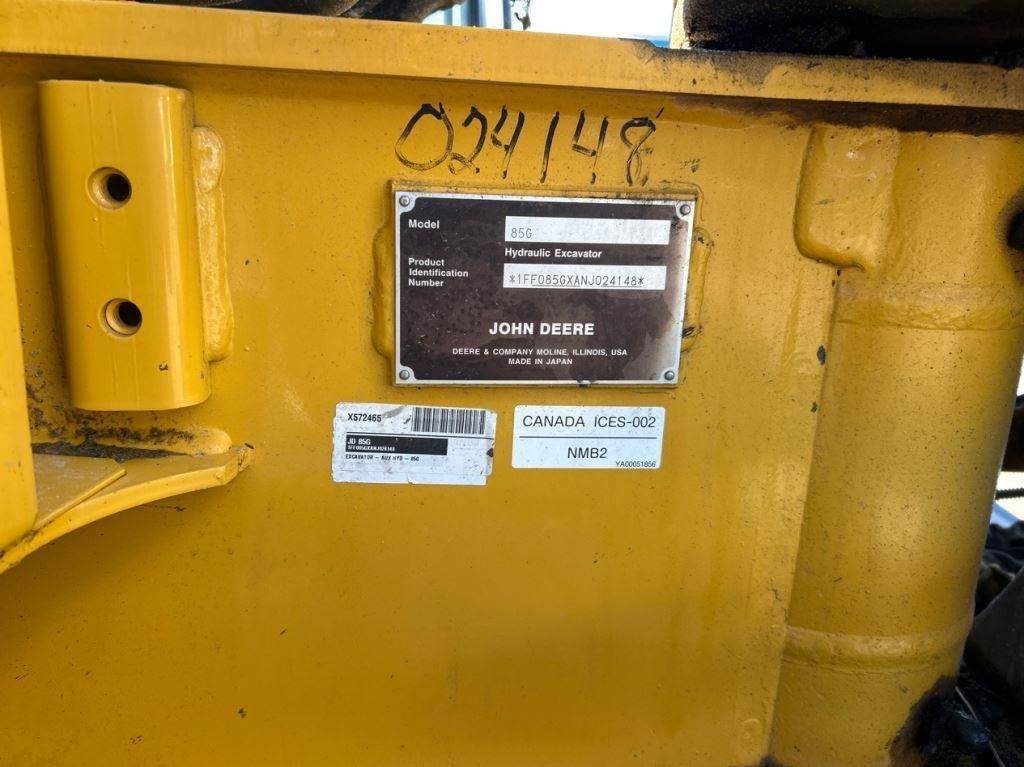 024148
Model 85G
Hydraulic Excavator
Product
Identification
Number
*1FF085GXANJ024148*
JOHN DEERE
DEERE & COMPANY MOLINE, ILLINOIS, USA
MADE IN JAPAN
X572465
JD 85G
1FF085GXANJ024148
EXCAVATOR - AUX HYD - 85G
CANADA ICES-002
NMB2
YA00051856